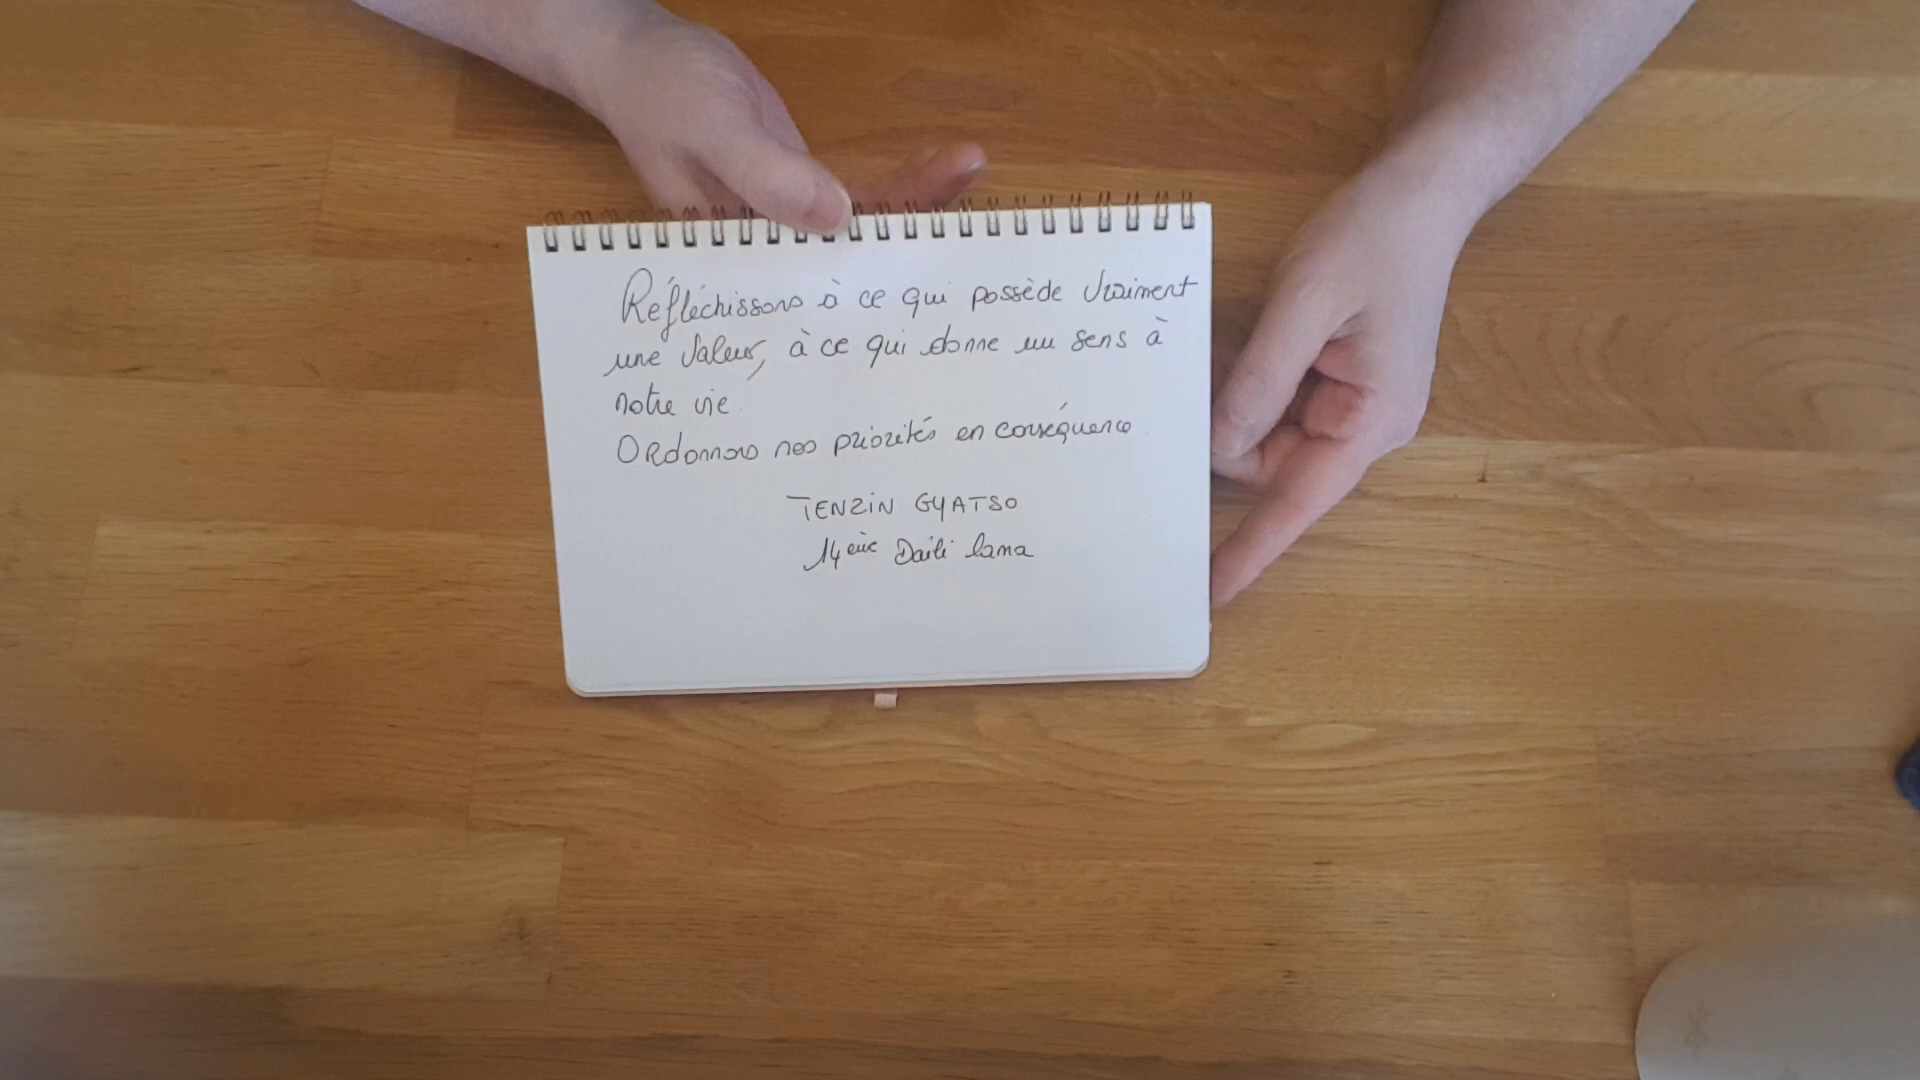 Réfléchissons à ce qui possède vraiment
une valeur, à ce qui donne un sens à
notre vie.
Ordonnons nos priorités en conséquence.
TENZIN GYATSO
14ème Daili lama